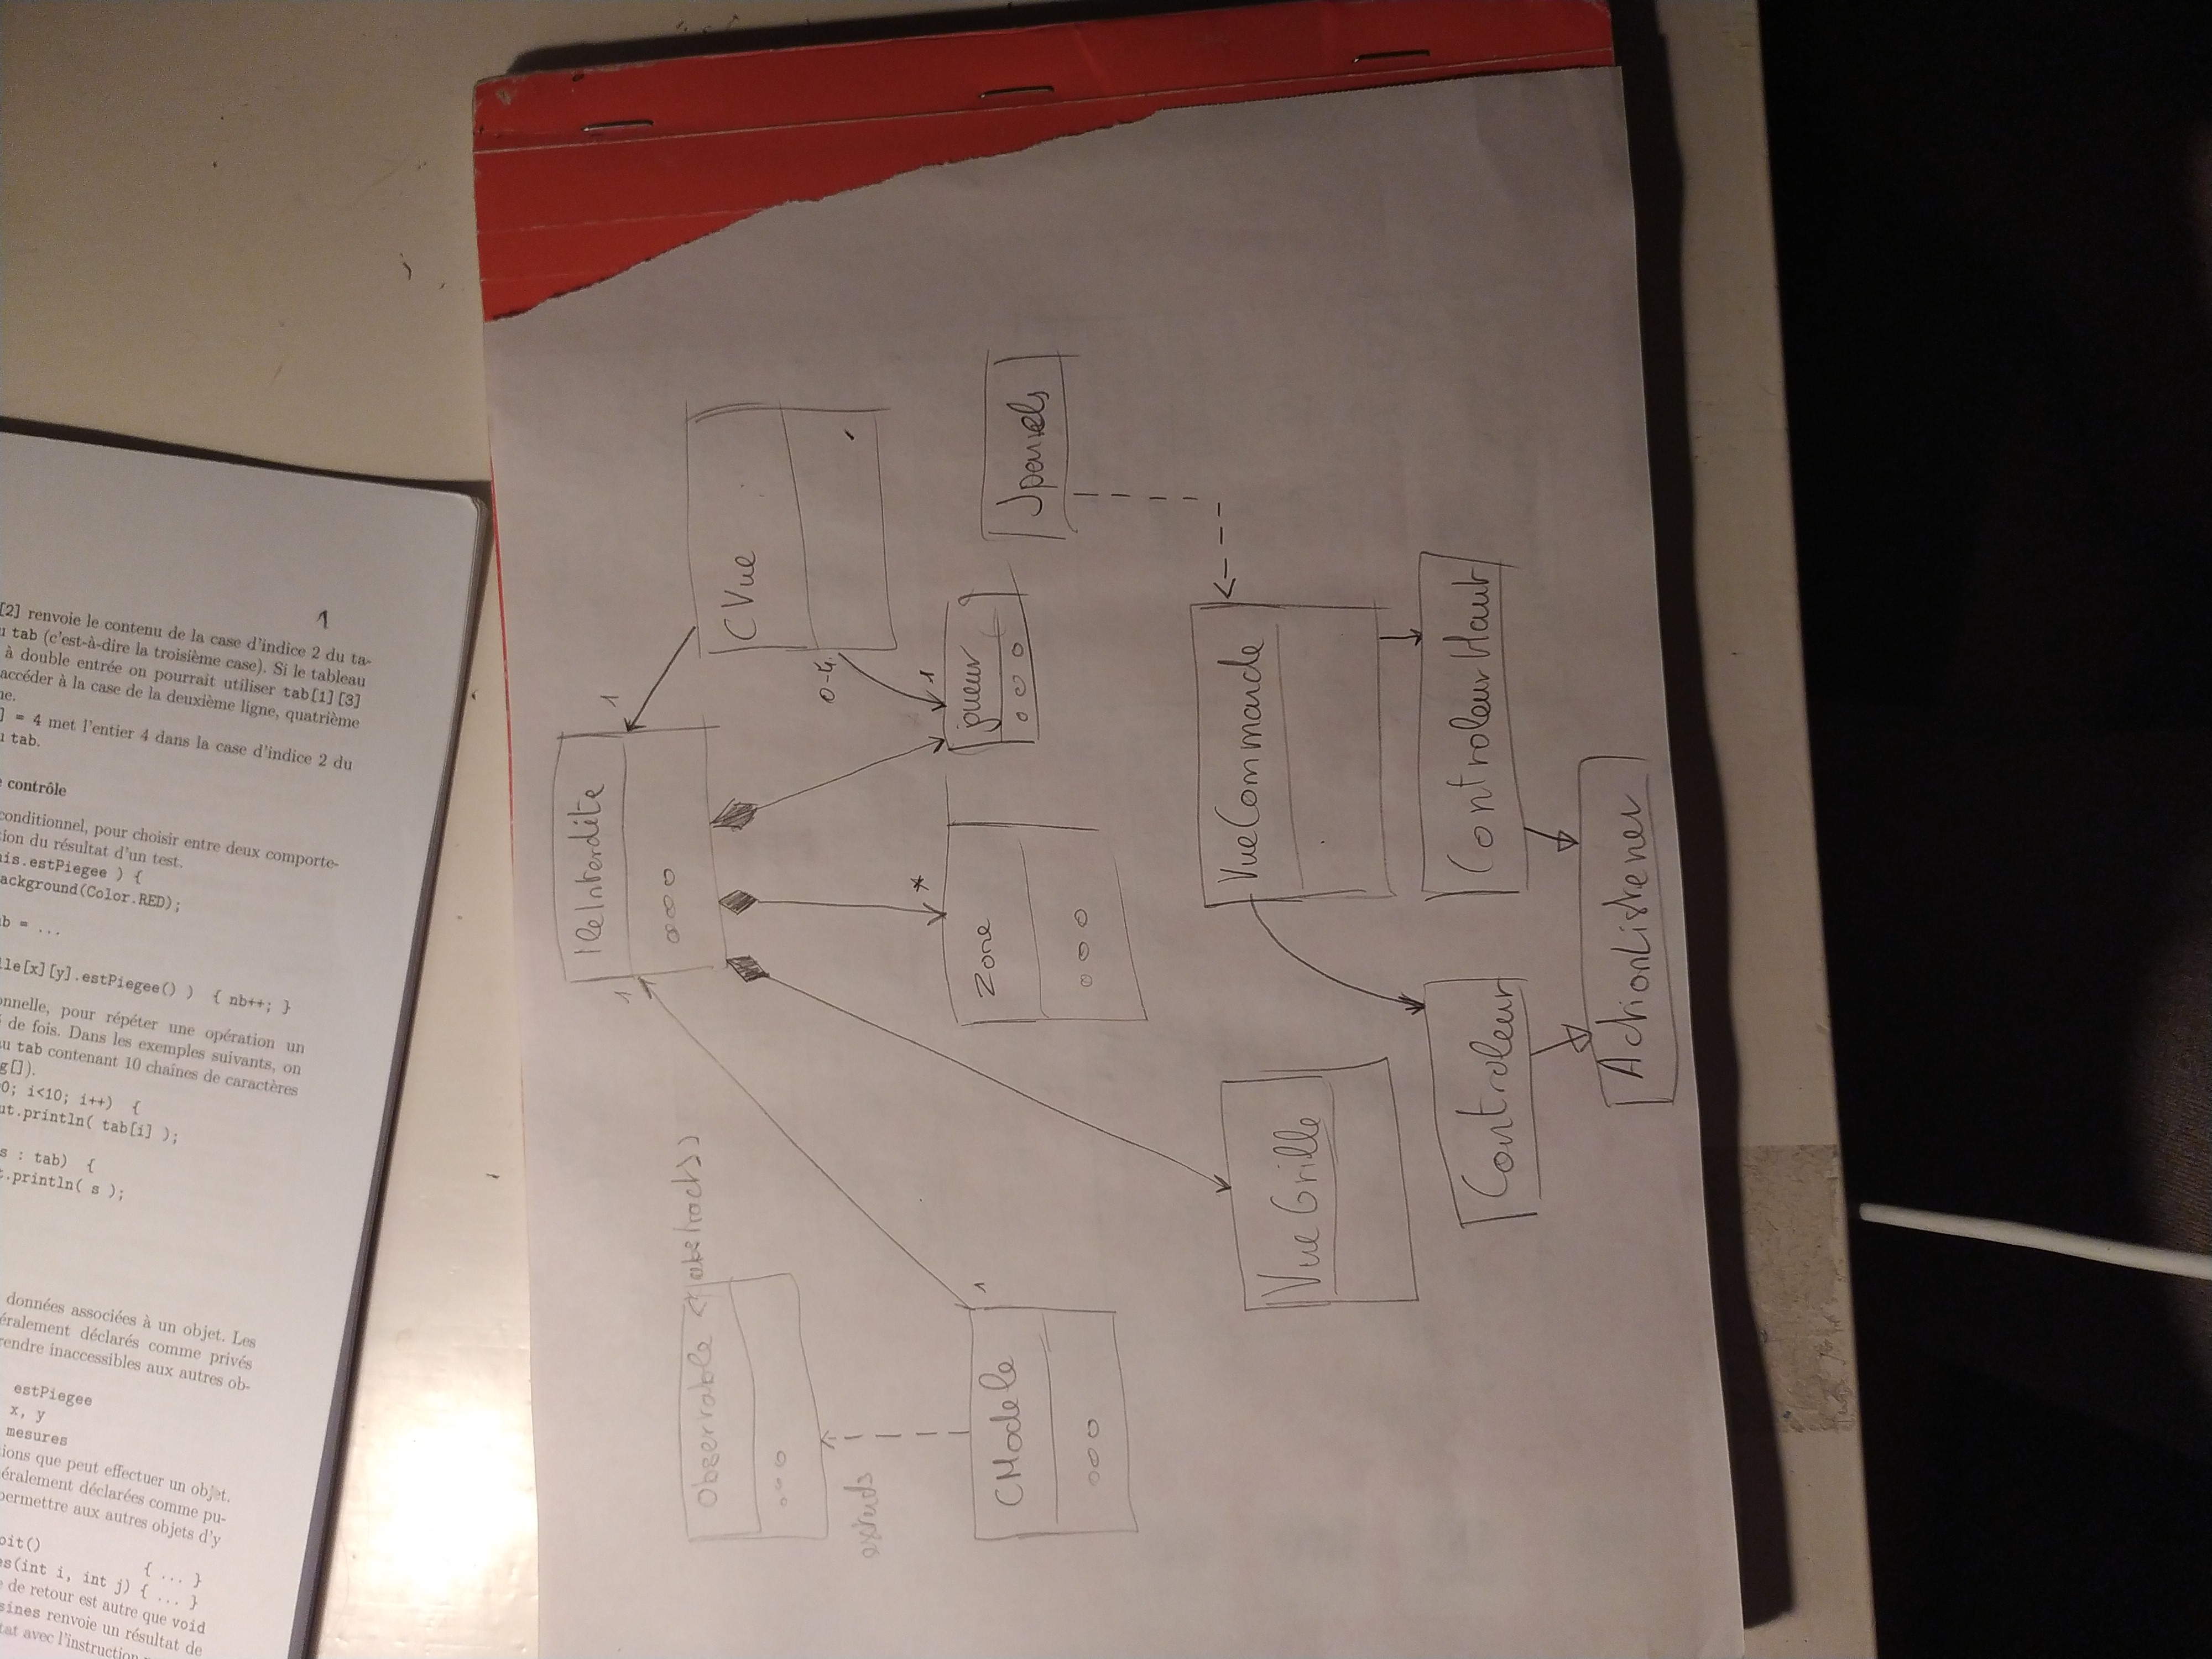 [2] renvoie le contenu de la case d'indice 2 du ta-
u tab (c'est-à-dire la troisième case). Si le tableau
à double entrée on pourrait utiliser tab[1][3]
accéder à la case de la deuxième ligne, quatrième
ne.
] = 4 met l'entier 4 dans la case d'indice 2 du
u tab.
e contrôle
conditionnel, pour choisir entre deux comporte-
ion du résultat d'un test.
his.estPiegee ) {
ackground(Color.RED);
b = ...
lle[x][y].estPiegee() ) { nb++; }
onnelle, pour répéter une opération un
de fois. Dans les exemples suivants, on
u tab contenant 10 chaînes de caractères
g[]).
0; i<10; i++) {
ut.println( tab[i] );
s : tab) {
t.println( s );
1
données associées à un objet. Les
éralement déclarés comme privés
rendre inaccessibles aux autres ob-
estPiegee
x, y
mesures
ions que peut effectuer un objet.
éralement déclarées comme pu-
permettre aux autres objets d'y
oit()
es(int i, int j) { ... }
e de retour est autre que void
sines renvoie un résultat de
tat avec l'instruction
IleInterdite
1
1
ooo
Observable <<abstract>>
ooo
CVue
0-4
extends
*
1
CModele
1
Zone
joueur
ooo
Jpanels
ooo
ooo
VueGrille
VueCommande
Controleur
ControleurHaut
ActionListener